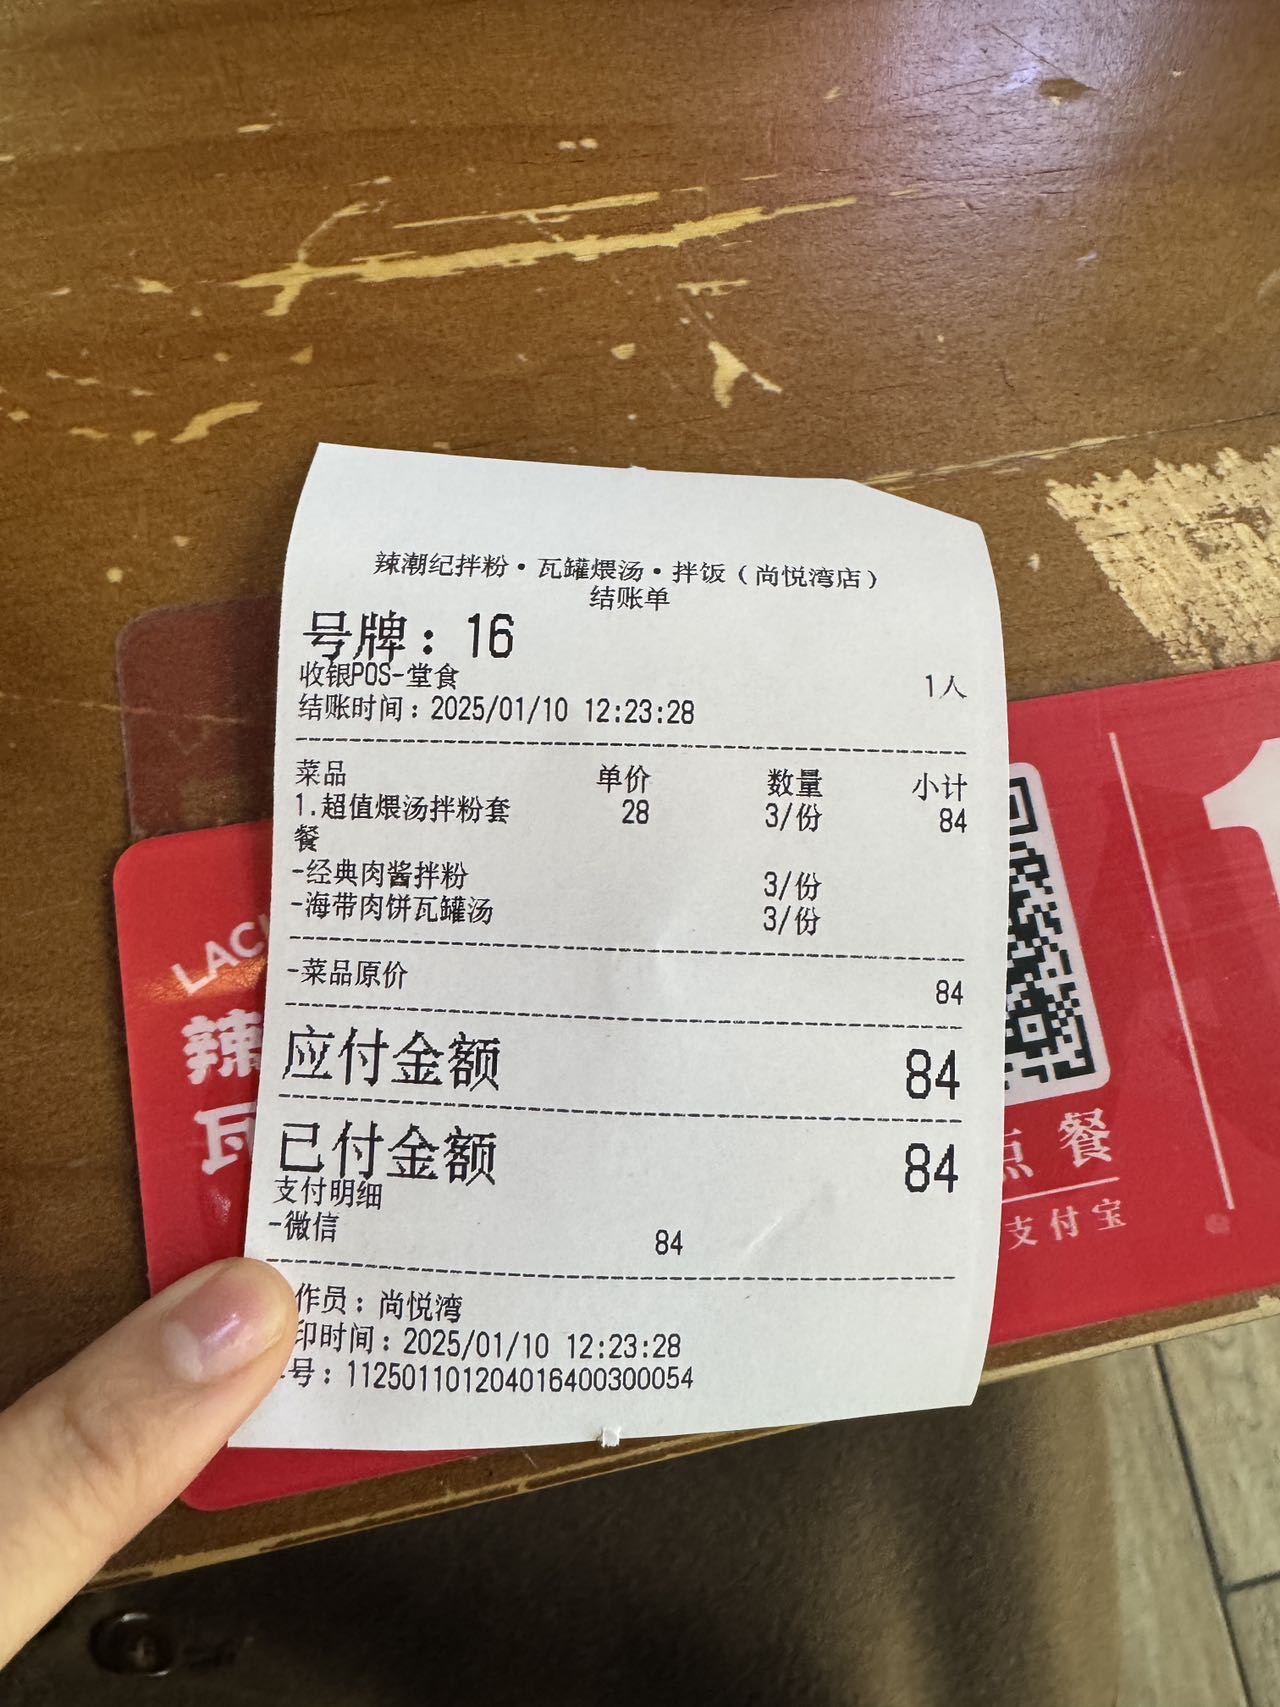 辣潮纪拌粉·瓦罐煨汤·拌饭（尚悦湾店）
结账单
号牌：16
收银POS-堂食 1人
结账时间：2025/01/10 12:23:28
菜品 单价 数量 小计
1.超值煨汤拌粉套 28 3/份 84
餐
-经典肉酱拌粉 3/份
-海带肉饼瓦罐汤 3/份
-菜品原价 84
应付金额 84
已付金额 84
支付明细
-微信 84
作员：尚悦湾
印时间：2025/01/10 12:23:28
号：112501101204016400300054
LAC
辣
瓦
点餐
支付宝
1